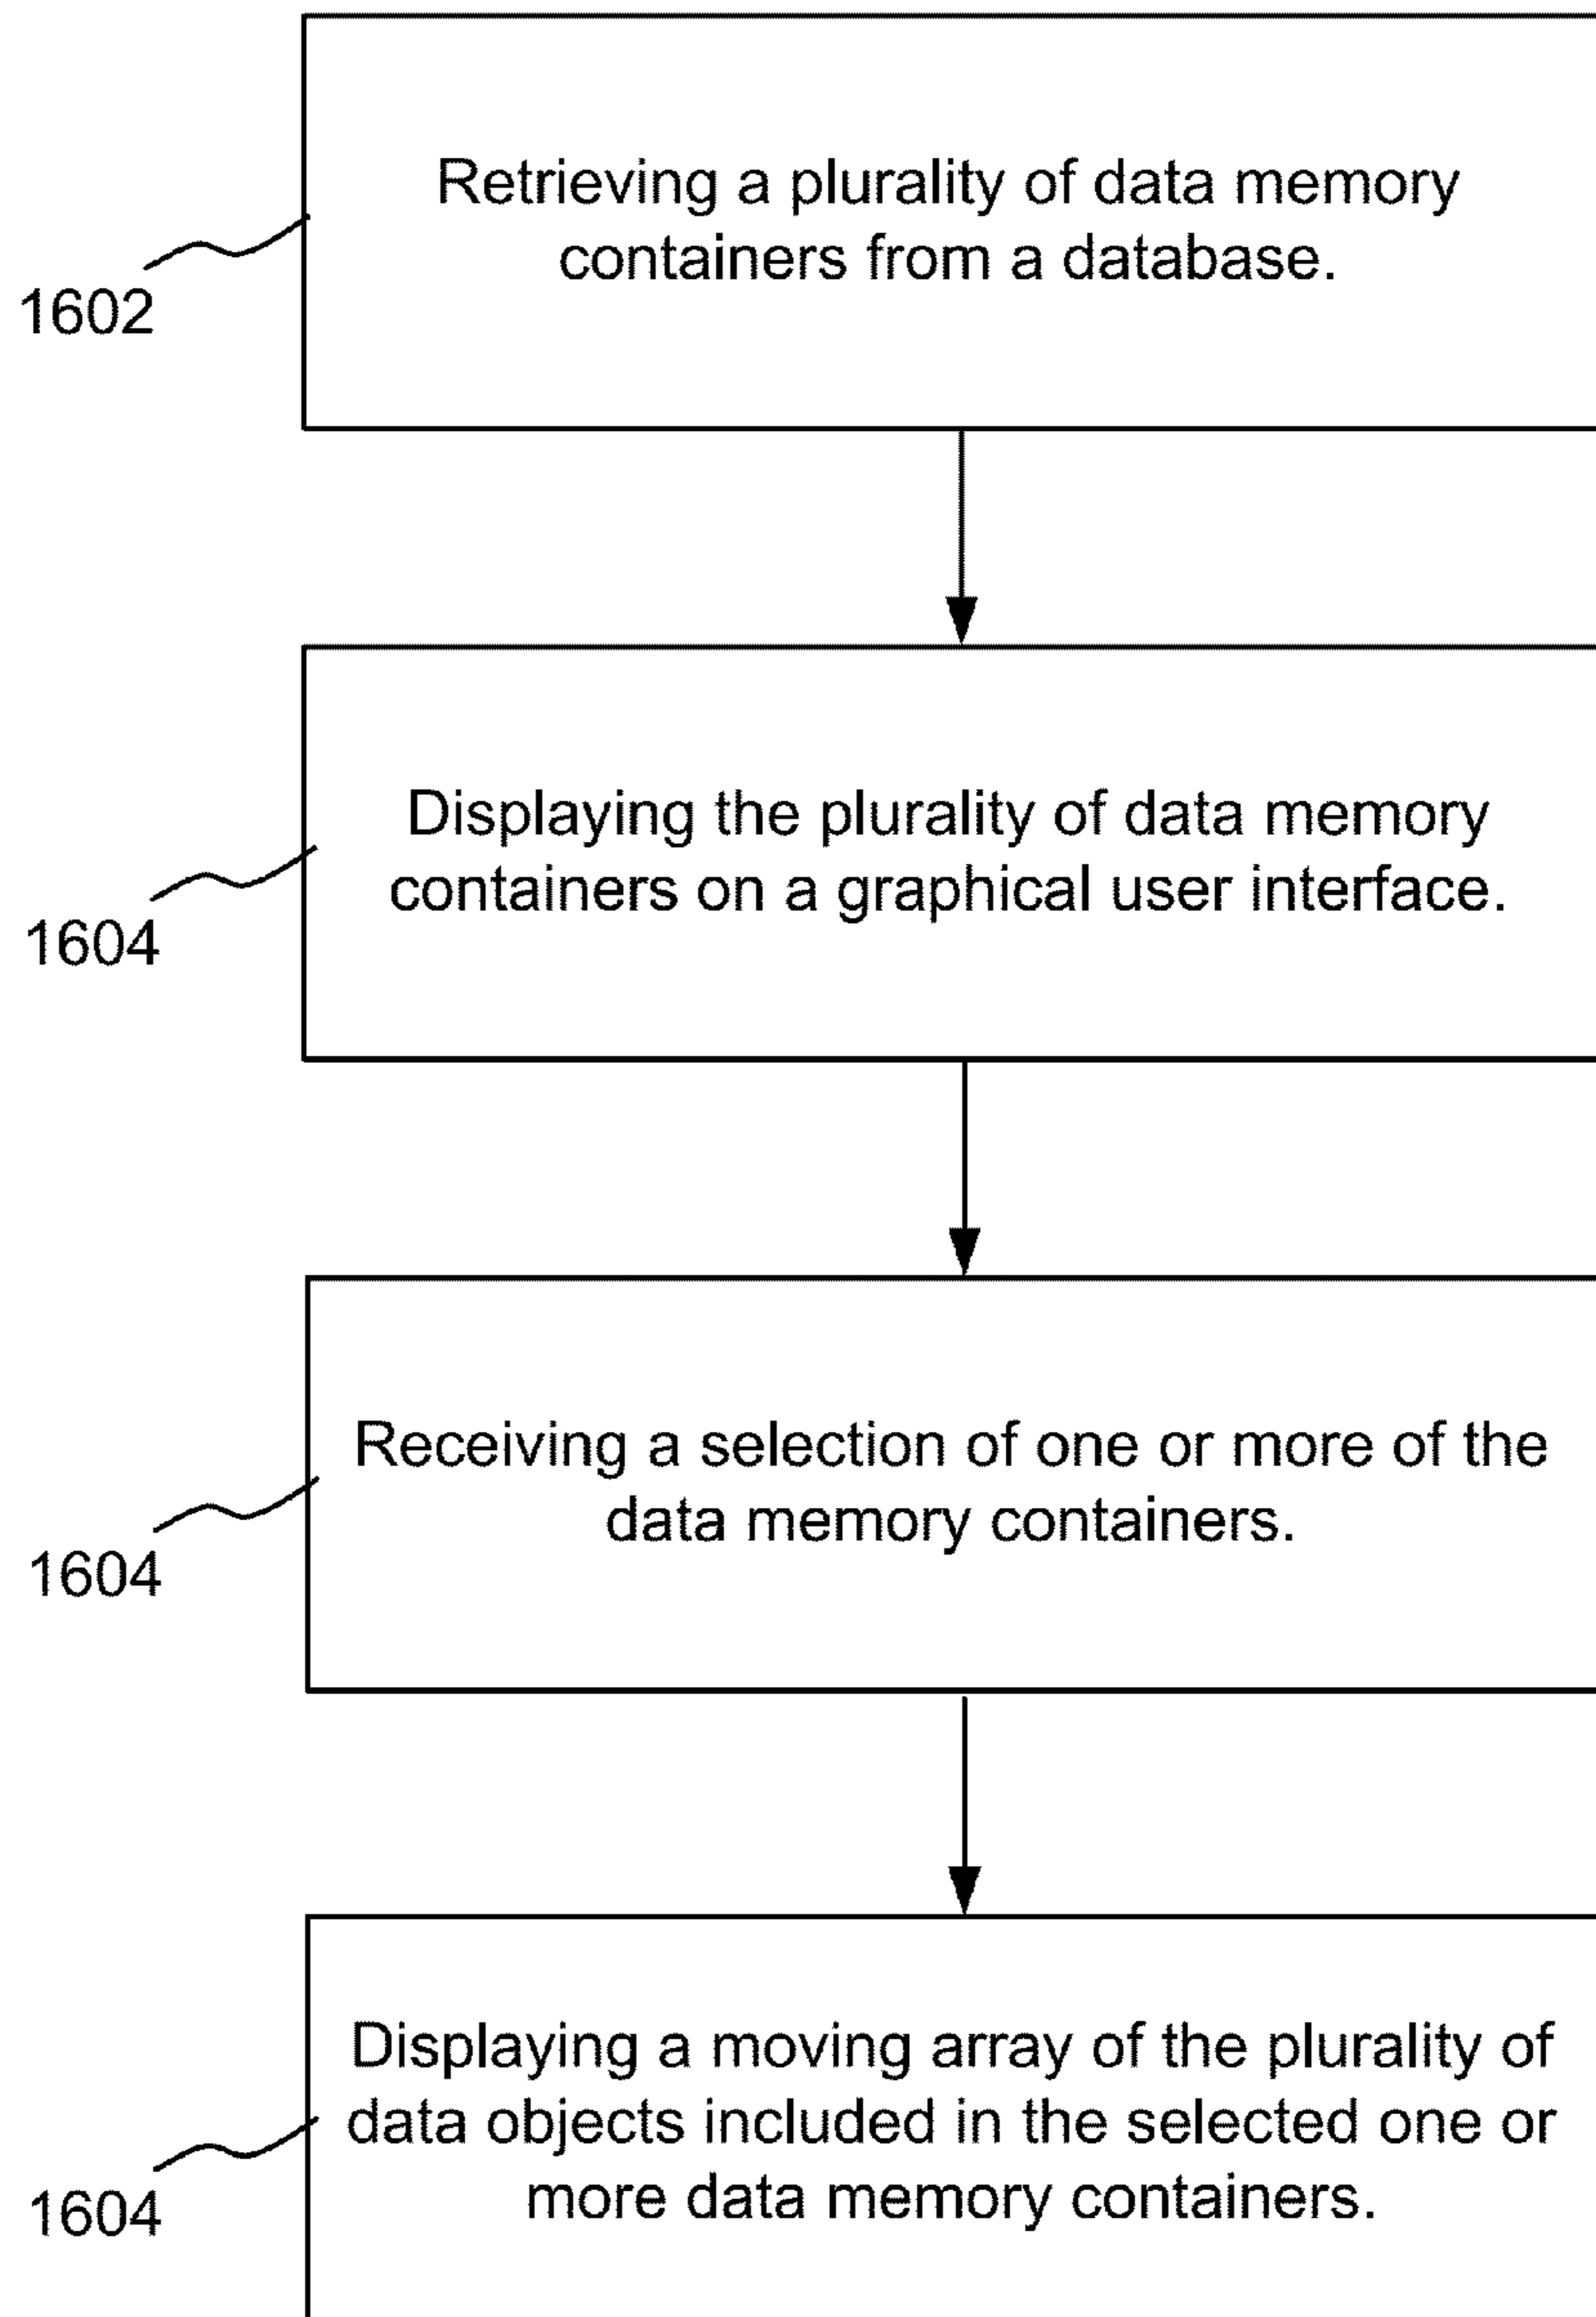 Retrieving a plurality of data memory
containers from a database.
1602
Displaying the plurality of data memory
containers on a graphical user interface.
1604
Receiving a selection of one or more of the
data memory containers.
1604
Displaying a moving array of the plurality of
data objects included in the selected one or
more data memory containers.
1604